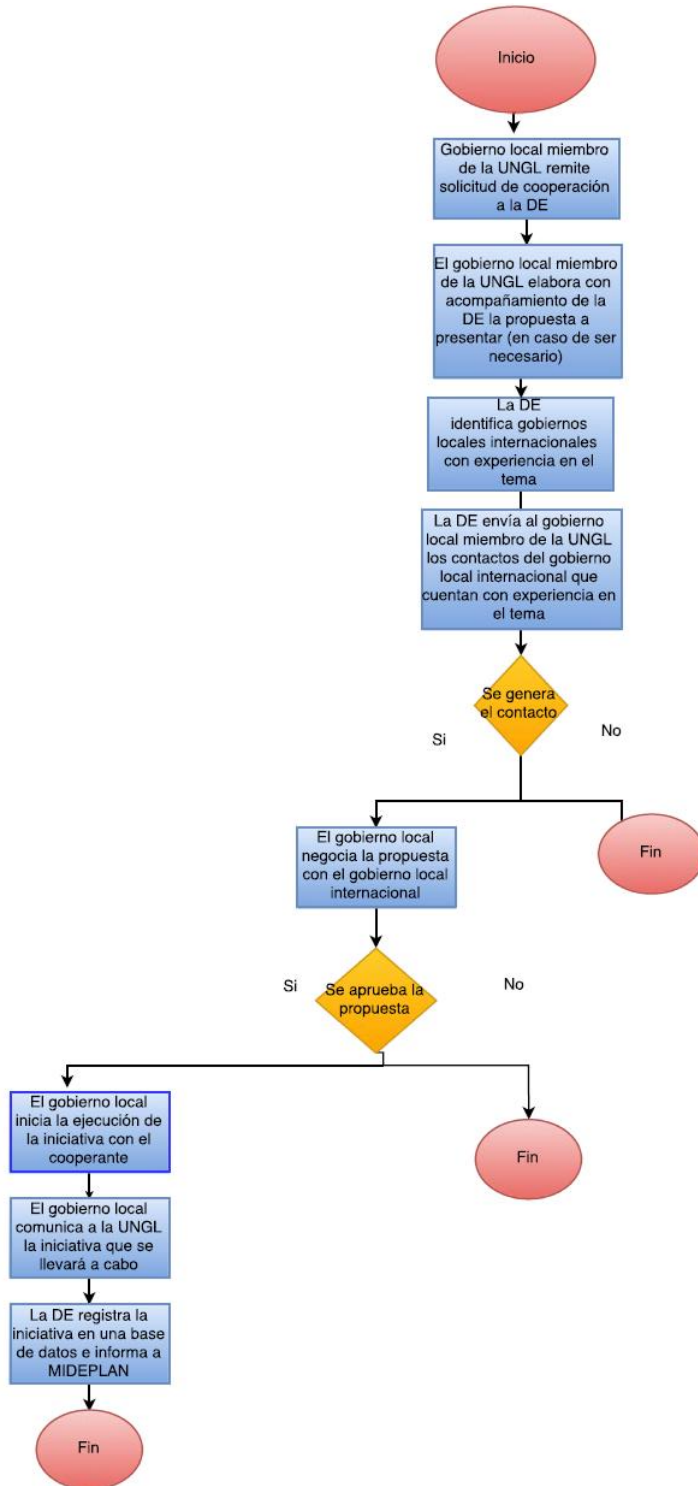 Inicio
Gobierno local miembro
de la UNGL remite
solicitud de cooperación
a la DE
El gobierno local miembro
de la UNGL elabora con
acompañamiento de la
DE la propuesta a
presentar (en caso de ser
necesario)
La DE
identifica gobiernos
locales internacionales
con experiencia en el
tema
La DE envía al gobierno
local miembro de la UNGL
los contactos del gobierno
local internacional que
cuentan con experiencia en
el tema
Se genera
el contacto
Si
No
El gobierno local
negocia la propuesta
con el gobierno local
internacional
Fin
Se aprueba la
propuesta
Si
No
El gobierno local
inicia la ejecución de
la iniciativa con el
cooperante
Fin
El gobierno local
comunica a la UNGL
la iniciativa que se
llevará a cabo
La DE registra la
iniciativa en una base
de datos e informa a
MIDEPLAN
Fin